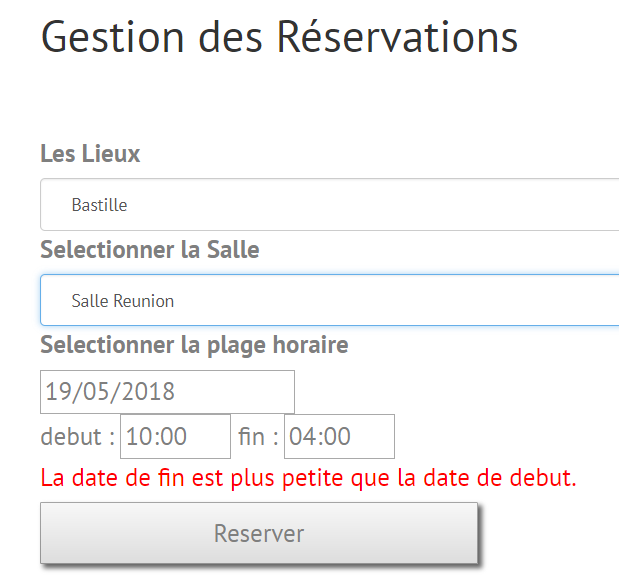 Gestion des Réservations
Les Lieux
Bastille
Selectionner la Salle
Salle Reunion
Selectionner la plage horaire
19/05/2018
debut : 10:00 fin : 04:00
La date de fin est plus petite que la date de debut.
Reserver